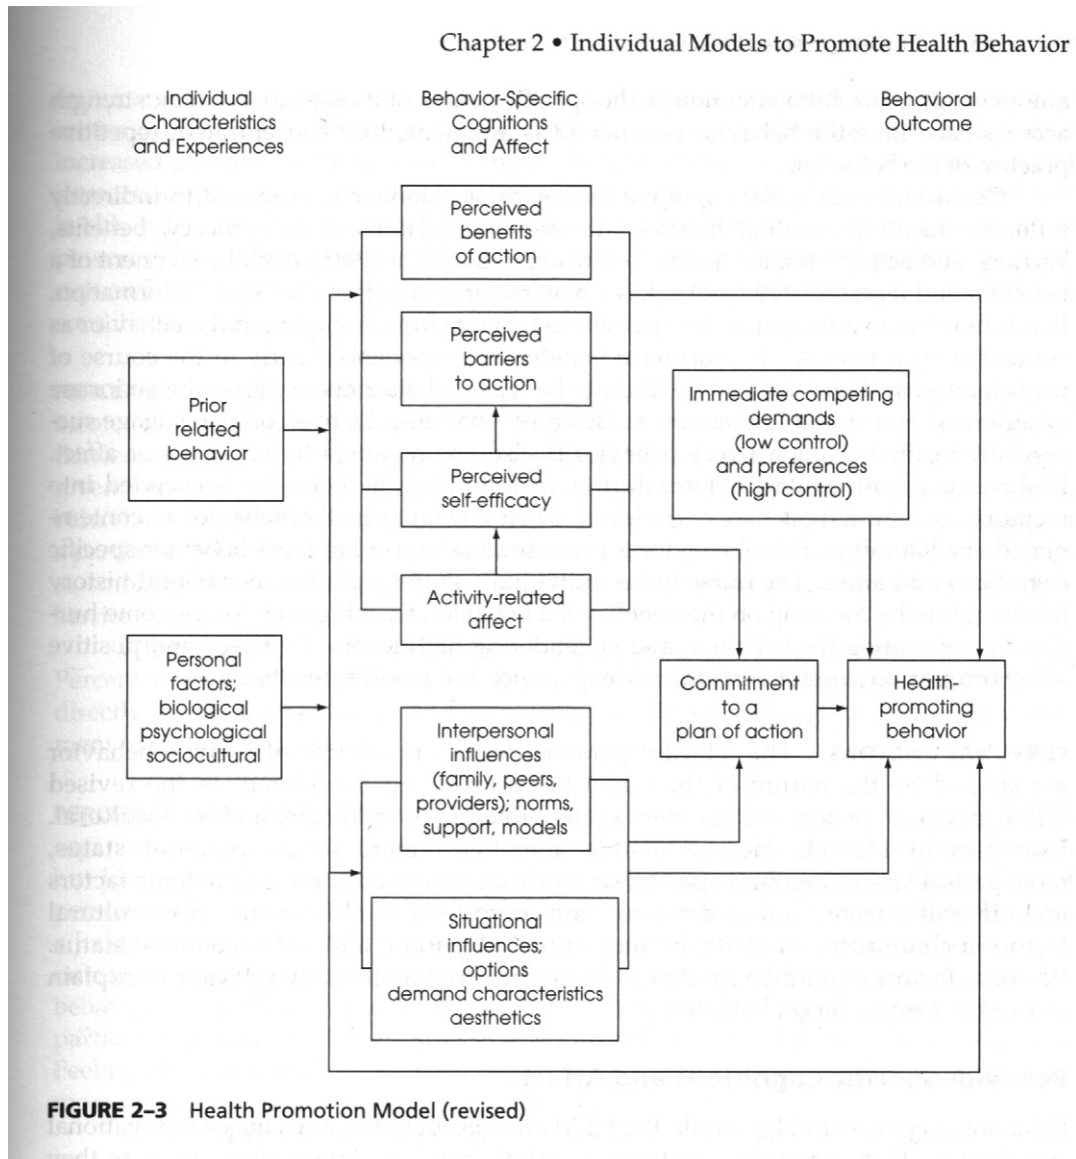 Chapter 2 • Individual Models to Promote Health Behavior
Individual
Characteristics
and Experiences
Behavior-Specific
Cognitions
and Affect
Behavioral
Outcome
Perceived
benefits
of action
Perceived
barriers
to action
Prior
related
behavior
Perceived
self-efficacy
Immediate competing
demands
(low control)
and preferences
(high control)
Activity-related
affect
Personal
factors;
biological
psychological
sociocultural
Interpersonal
influences
(family, peers,
providers); norms,
support, models
Commitment
to a
plan of action
Health-
promoting
behavior
Situational
influences;
options
demand characteristics
aesthetics
FIGURE 2–3 Health Promotion Model (revised)